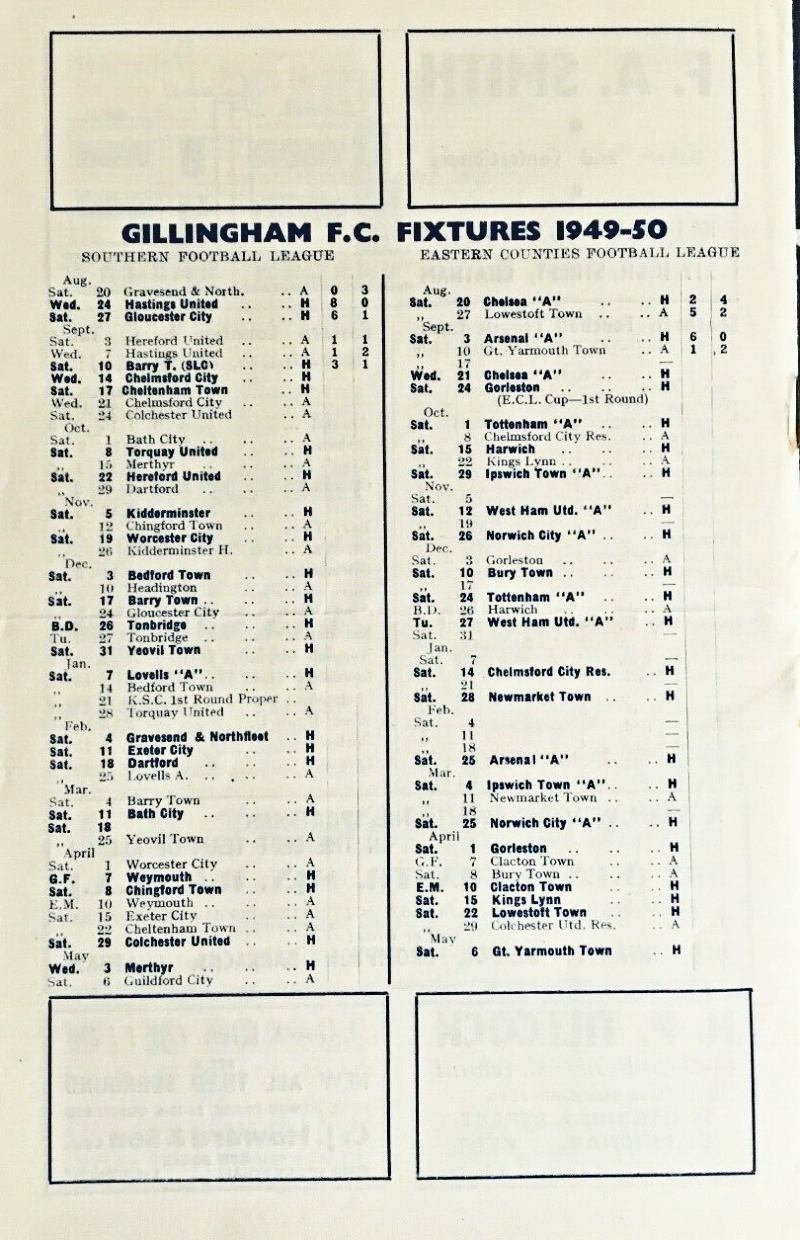 GILLINGHAM F.C. FIXTURES 1949-50
SOUTHERN FOOTBALL LEAGUE
Aug.
Sat. 20 Gravesend & North. .. A 0 3
Wed. 24 Hastings United .. .. H 8 0
Sat. 27 Gloucester City .. .. H 6 1
Sept.
Sat. 3 Hereford United .. A 1 1
Wed. 7 Hastings United .. .. A 1 2
Sat. 10 Barry T. (SLC) .. .. H 3 1
Wed. 14 Chelmsford City .. .. H
Sat. 17 Cheltenham Town .. H
Wed. 21 Chelmsford City .. .. A
Sat. 24 Colchester United .. A
Oct.
Sat. 1 Bath City .. .. .. A
Sat. 8 Torquay United .. .. H
,, 15 Merthyr .. .. .. A
Sat. 22 Hereford United .. .. H
,, 29 Dartford .. .. .. A
Nov.
Sat. 5 Kidderminster .. .. H
,, 12 Chingford Town .. .. A
Sat. 19 Worcester City .. .. H
,, 26 Kidderminster H. .. .. A
Dec.
Sat. 3 Bedford Town .. .. H
,, 10 Headington .. .. A
Sat. 17 Barry Town .. .. .. H
,, 24 Gloucester City .. .. A
B.D. 26 Tonbridge .. .. .. H
Tu. 27 Tonbridge .. .. .. A
Sat. 31 Yeovil Town .. .. H
Jan.
Sat. 7 Lovells "A" .. .. .. H
,, 14 Bedford Town .. .. A
,, 21 K.S.C. 1st Round Proper ..
,, 28 Torquay United .. .. A
Feb.
Sat. 4 Gravesend & Northfleet .. H
Sat. 11 Exeter City .. .. H
Sat. 18 Dartford .. .. .. H
,, 25 Lovells A. .. .. .. A
Mar.
Sat. 4 Barry Town .. .. A
Sat. 11 Bath City .. .. .. H
Sat. 18
,, 25 Yeovil Town .. .. A
April
Sat. 1 Worcester City .. .. A
G.F. 7 Weymouth .. .. .. H
Sat. 8 Chingford Town .. .. H
E.M. 10 Weymouth .. .. .. A
Sat. 15 Exeter City .. .. A
,, 22 Cheltenham Town .. .. A
Sat. 29 Colchester United .. .. H
May
Wed. 3 Merthyr .. .. .. H
Sat. 6 Guildford City .. .. A
EASTERN COUNTIES FOOTBALL LEAGUE
Aug.
Sat. 20 Chelsea "A" .. .. H 2 4
,, 27 Lowestoft Town .. .. A 5 2
Sept.
Sat. 3 Arsenal "A" .. .. H 6 0
,, 10 Gt. Yarmouth Town .. A 1 2
,, 17 —
Wed. 21 Chelsea "A" .. .. H
Sat. 24 Gorleston .. .. .. H
(E.C.L. Cup—1st Round)
Oct.
Sat. 1 Tottenham "A" .. .. H
,, 8 Chelmsford City Res. .. A
Sat. 15 Harwich .. .. .. H
,, 22 Kings Lynn .. .. .. A
Sat. 29 Ipswich Town "A" .. .. H
Nov.
Sat. 5 —
Sat. 12 West Ham Utd. "A" .. H
,, 19 —
Sat. 26 Norwich City "A" .. .. H
Dec.
Sat. 3 Gorleston .. .. A
Sat. 10 Bury Town .. .. .. H
,, 17 —
Sat. 24 Tottenham "A" .. .. H
B.D. 26 Harwich .. .. .. A
Tu. 27 West Ham Utd. "A" .. H
Sat. 31 —
Jan.
Sat. 7 —
Sat. 14 Chelmsford City Res. .. H
,, 21 —
Sat. 28 Newmarket Town .. .. H
Feb.
Sat. 4 —
,, 11 —
,, 18 —
Sat. 25 Arsenal "A" .. .. H
Mar.
Sat. 4 Ipswich Town "A" .. .. H
,, 11 Newmarket Town .. .. A
,, 18 —
Sat. 25 Norwich City "A" .. .. H
April
Sat. 1 Gorleston .. .. H
G.F. 7 Clacton Town .. .. A
Sat. 8 Bury Town .. .. .. A
E.M. 10 Clacton Town .. .. H
Sat. 15 Kings Lynn .. .. H
Sat. 22 Lowestoft Town .. .. H
,, 29 Colchester Utd. Res. .. A
May
Sat. 6 Gt. Yarmouth Town .. H